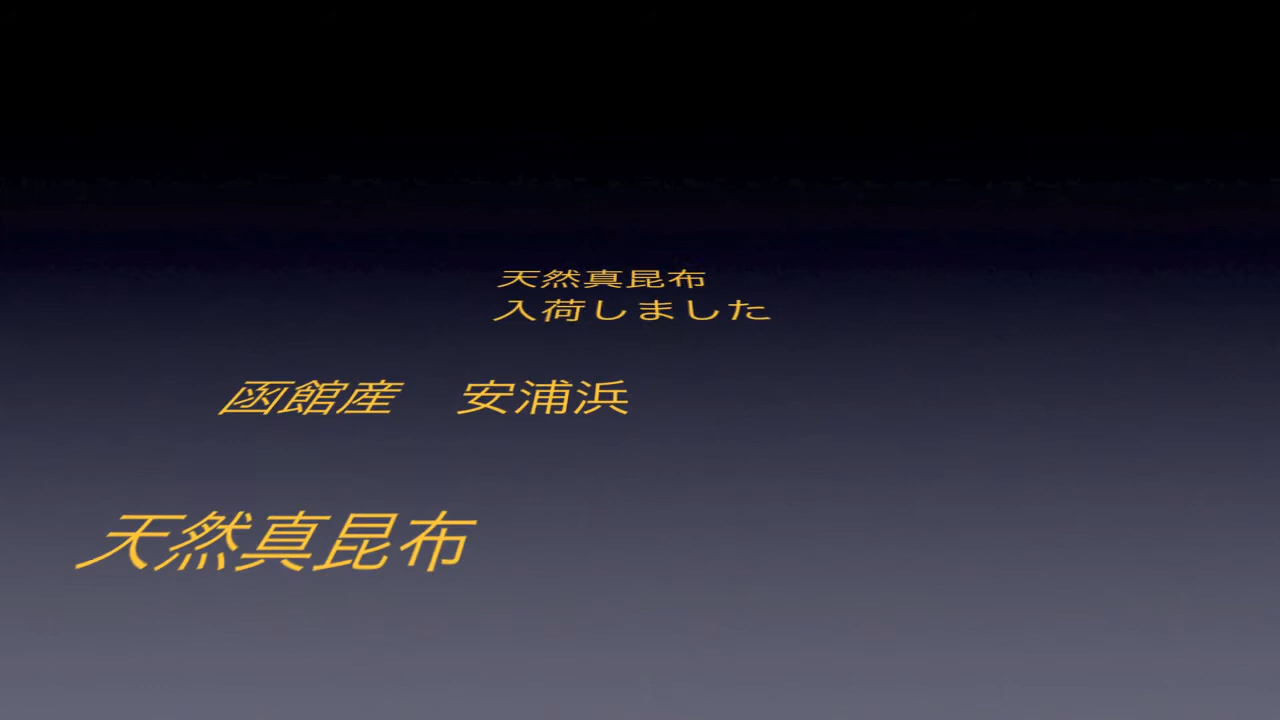 天然真昆布
入荷しました
函館産　安浦浜
天然真昆布